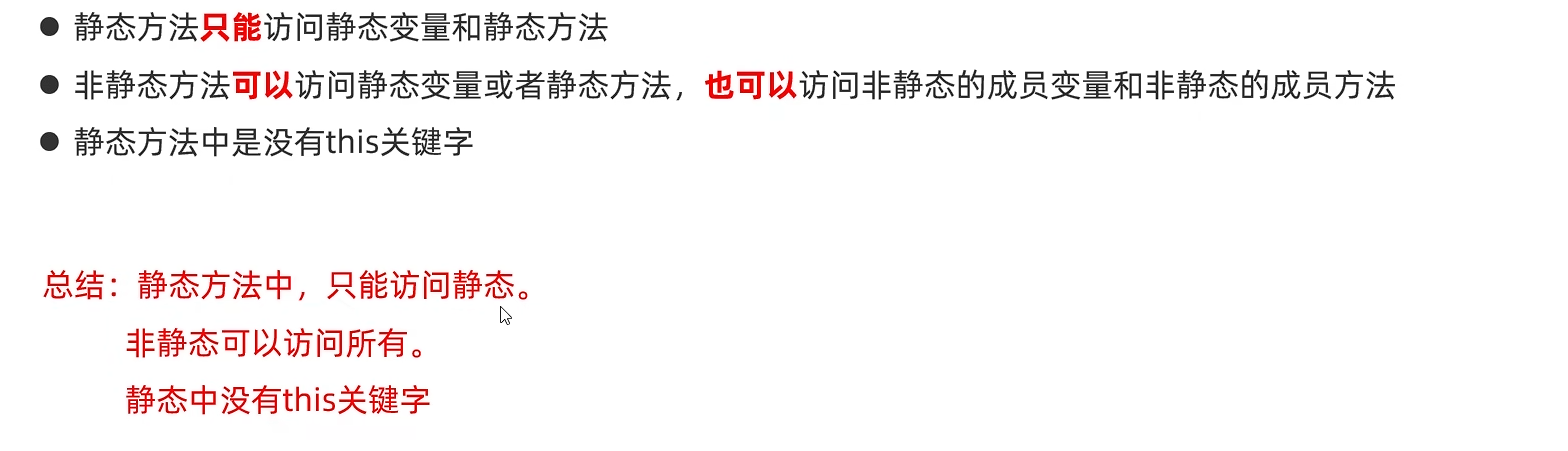 ● 静态方法只能访问静态变量和静态方法
● 非静态方法可以访问静态变量或者静态方法，也可以访问非静态的成员变量和非静态的成员方法
● 静态方法中是没有this关键字
总结：静态方法中，只能访问静态。
非静态可以访问所有。
静态中没有this关键字